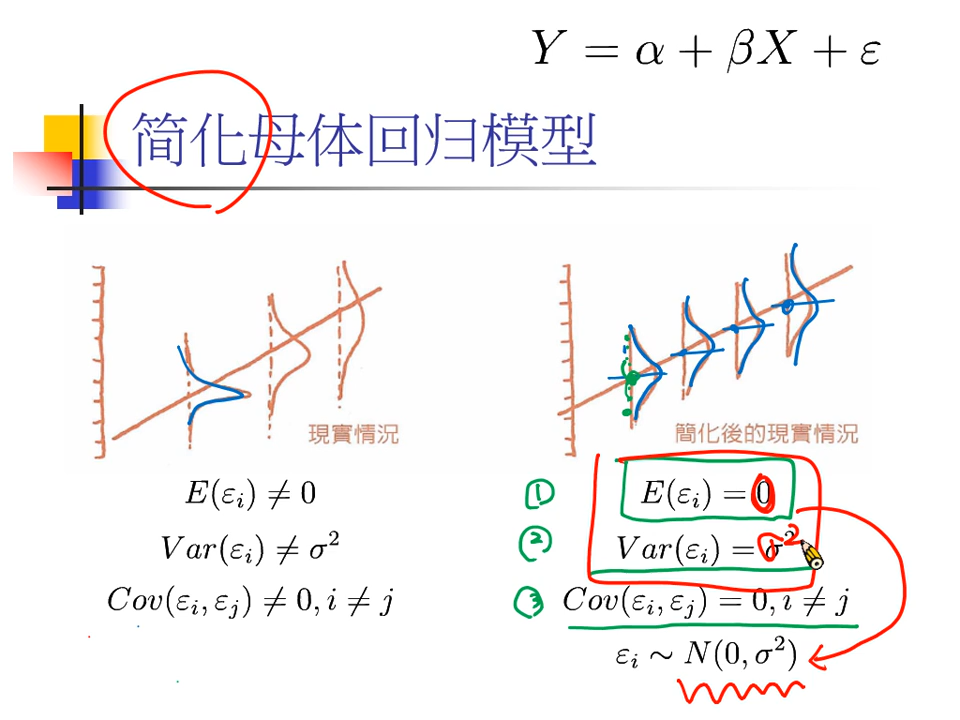 Y = α + βX + ε
简化母体回归模型
現實情況
簡化後的現實情況
E(εᵢ) ≠ 0
Var(εᵢ) ≠ σ²
Cov(εᵢ, εⱼ) ≠ 0, i ≠ j
① E(εᵢ) = 0
② Var(εᵢ) = σ²
③ Cov(εᵢ, εⱼ) = 0, i ≠ j
εᵢ ∼ N(0, σ²)